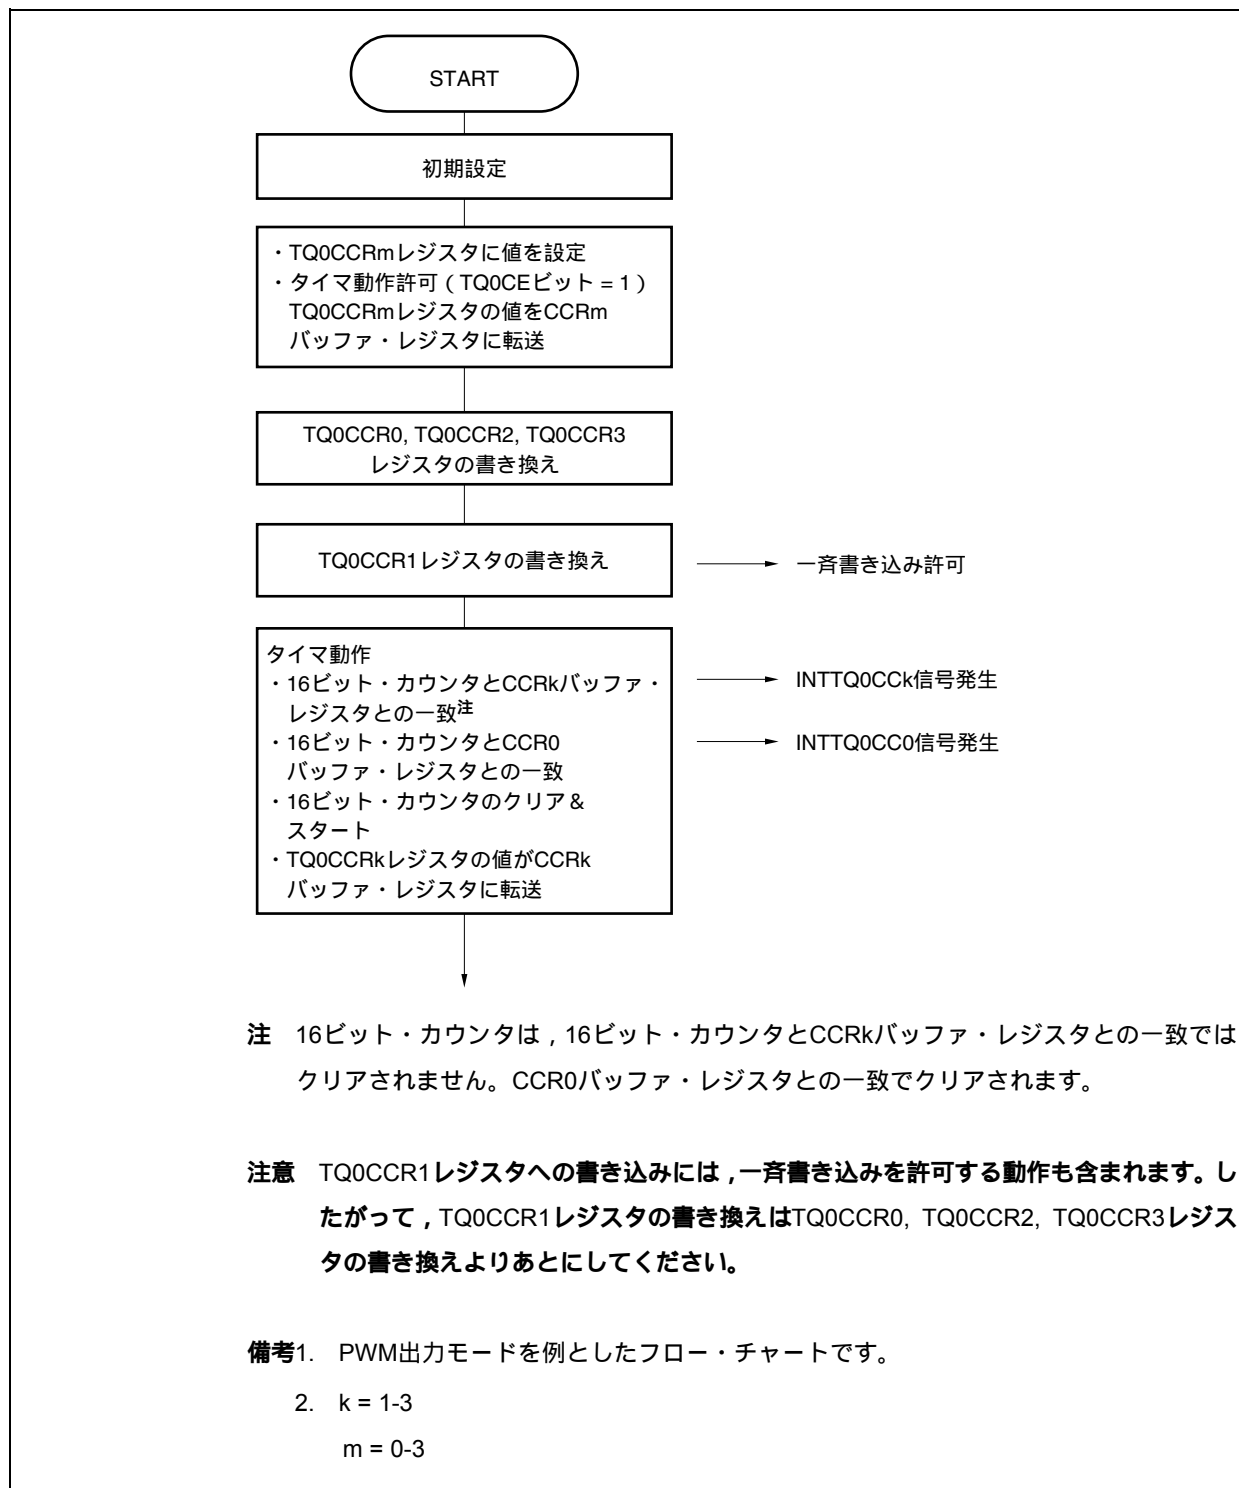 START
初期設定
・TQ0CCRmレジスタに値を設定
・タイマ動作許可（TQ0CEビット = 1）
TQ0CCRmレジスタの値をCCRm
バッファ・レジスタに転送
TQ0CCR0, TQ0CCR2, TQ0CCR3
レジスタの書き換え
TQ0CCR1レジスタの書き換え
一斉書き込み許可
タイマ動作
・16ビット・カウンタとCCRkバッファ・
レジスタとの一致注
・16ビット・カウンタとCCR0
バッファ・レジスタとの一致
・16ビット・カウンタのクリア＆
スタート
・TQ0CCRkレジスタの値がCCRk
バッファ・レジスタに転送
INTTQ0CCk信号発生
INTTQ0CC0信号発生
注 16ビット・カウンタは，16ビット・カウンタとCCRkバッファ・レジスタとの一致では
クリアされません。CCR0バッファ・レジスタとの一致でクリアされます。
注意 TQ0CCR1レジスタへの書き込みには，一斉書き込みを許可する動作も含まれます。し
たがって，TQ0CCR1レジスタの書き換えはTQ0CCR0, TQ0CCR2, TQ0CCR3レジス
タの書き換えよりあとにしてください。
備考1. PWM出力モードを例としたフロー・チャートです。
2. k = 1-3
m = 0-3